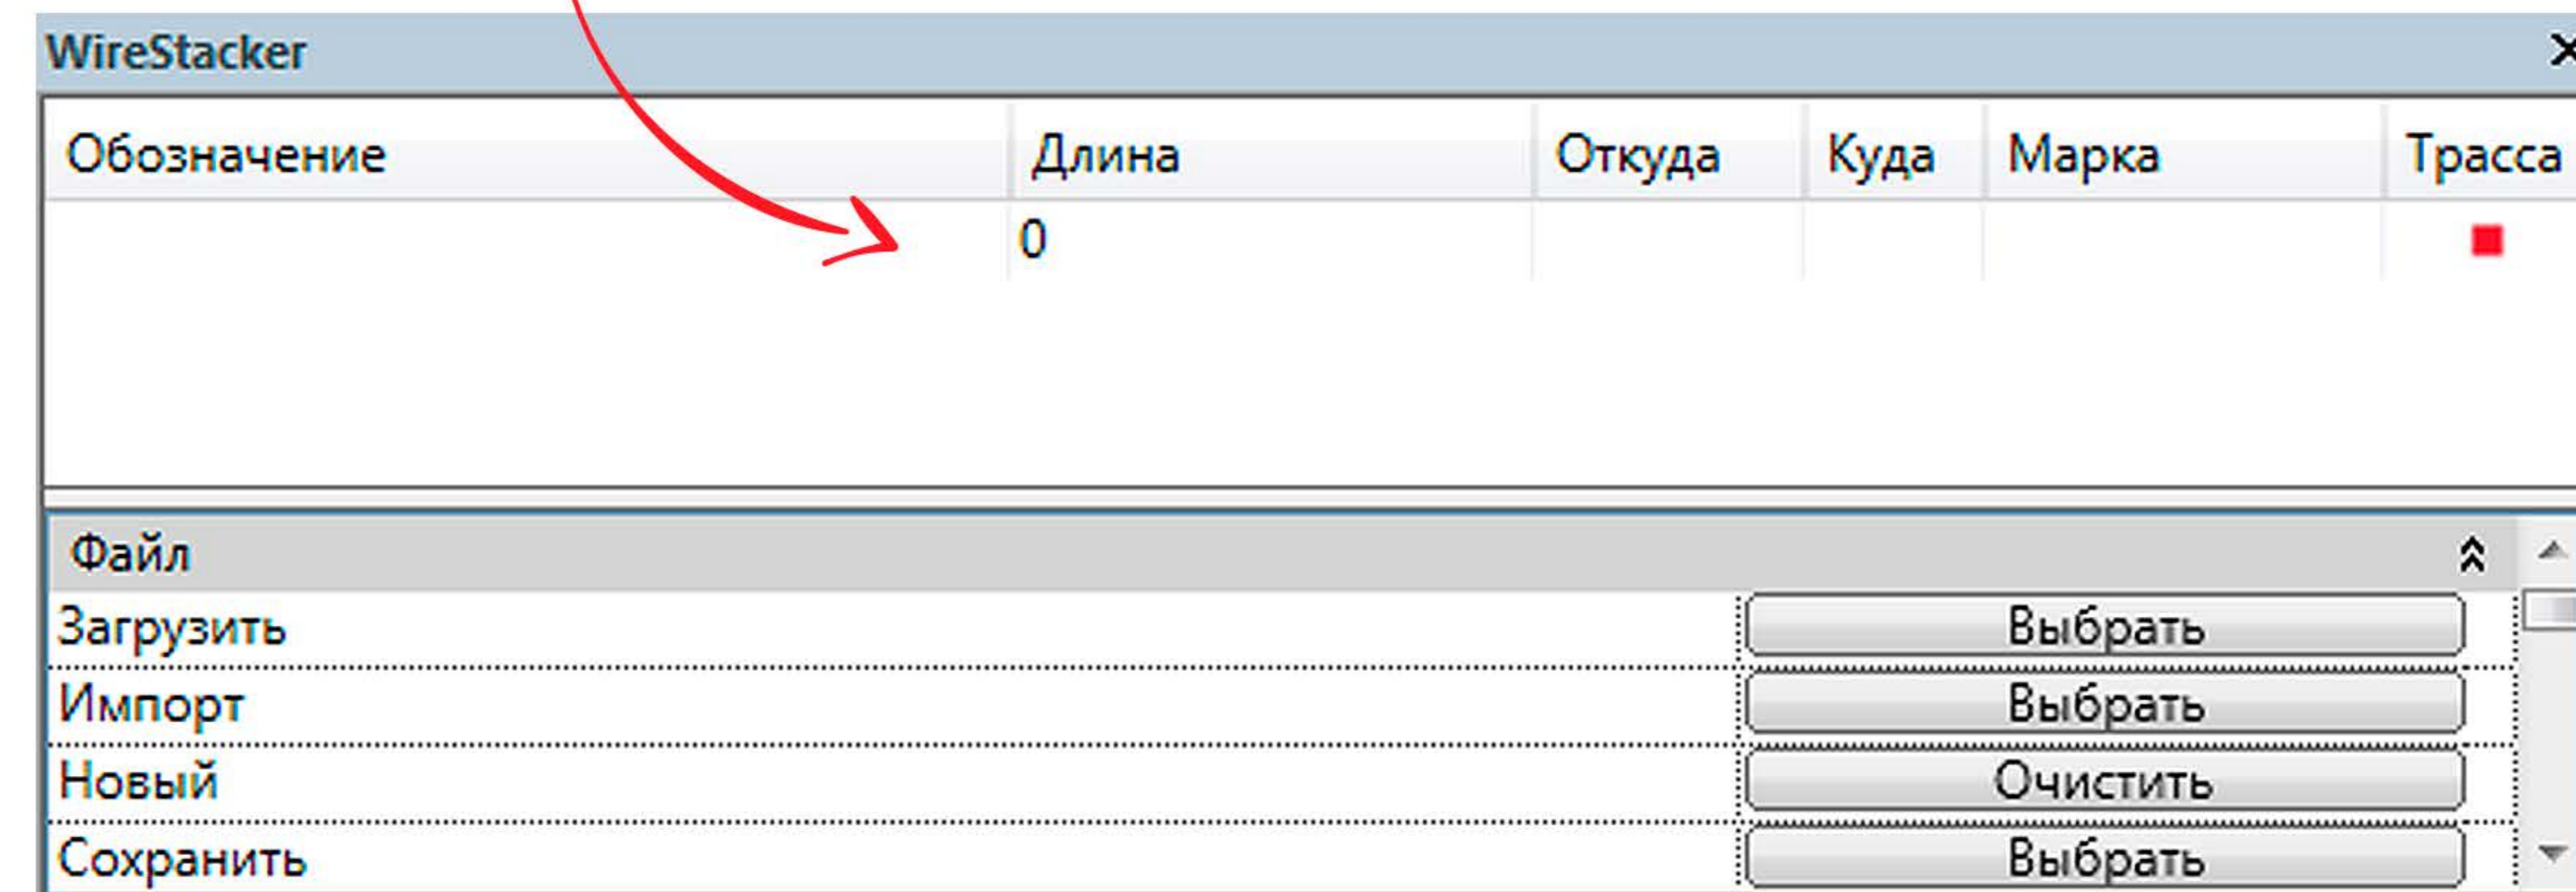 WireStacker
Обозначение Длина Откуда Куда Марка Трасса
0
Файл
Загрузить Выбрать
Импорт Выбрать
Новый Очистить
Сохранить Выбрать